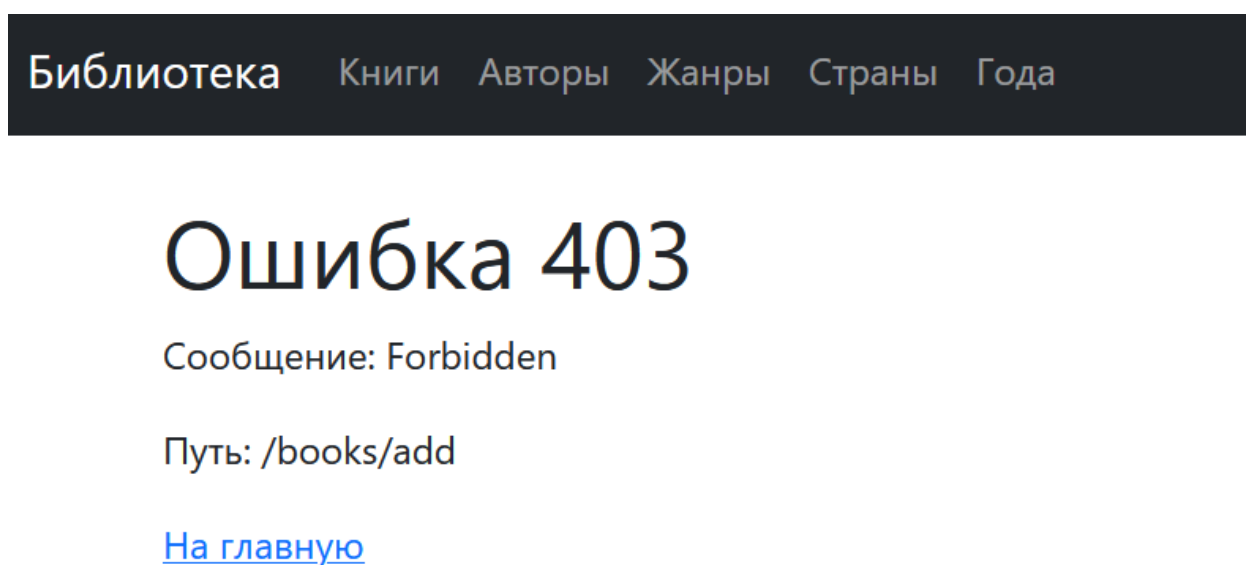 Библиотека Книги Авторы Жанры Страны Года
Ошибка 403
Сообщение: Forbidden
Путь: /books/add
На главную